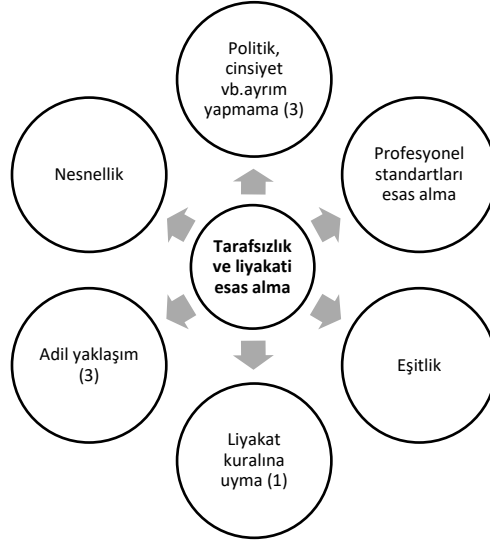 Politik,
cinsiyet
vb.ayrım
yapmama (3)
Profesyonel
standartları
esas alma
Eşitlik
Liyakat
kuralına
uyma (1)
Adil yaklaşım
(3)
Nesnellik
Tarafsızlık
ve liyakati
esas alma